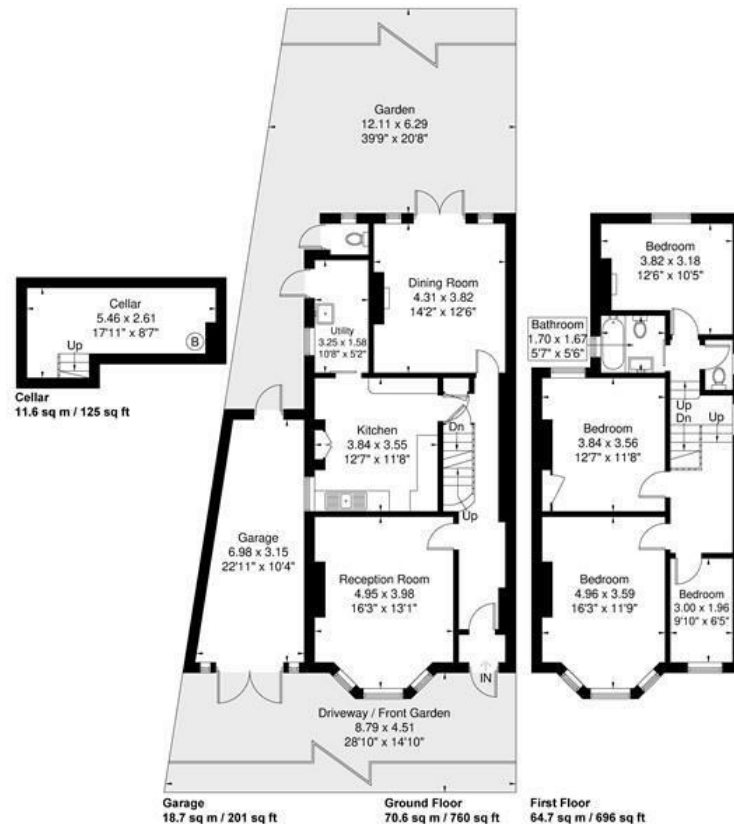 Garden
12.11 x 6.29
39'9" x 20'8"
Cellar
5.46 x 2.61
17'11" x 8'7"
Up
B
Cellar
11.6 sq m / 125 sq ft
Dining Room
4.31 x 3.82
14'2" x 12'6"
Utility
3.25 x 1.58
10'8" x 5'2"
Kitchen
3.84 x 3.55
12'7" x 11'8"
Dn
Up
Garage
6.98 x 3.15
22'11" x 10'4"
Reception Room
4.95 x 3.98
16'3" x 13'1"
IN
Driveway / Front Garden
8.79 x 4.51
28'10" x 14'10"
Bedroom
3.82 x 3.18
12'6" x 10'5"
Bathroom
1.70 x 1.67
5'7" x 5'6"
Up
Dn
Up
Bedroom
3.84 x 3.56
12'7" x 11'8"
Bedroom
4.96 x 3.59
16'3" x 11'9"
Bedroom
3.00 x 1.96
9'10" x 6'5"
Garage
18.7 sq m / 201 sq ft
Ground Floor
70.6 sq m / 760 sq ft
First Floor
64.7 sq m / 696 sq ft